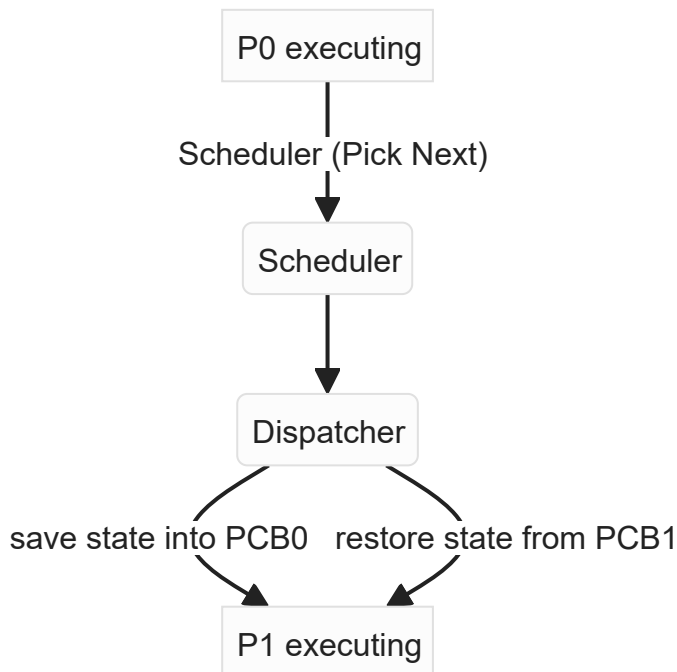 P0 executing
Scheduler (Pick Next)
Scheduler
Dispatcher
save state into PCB0
restore state from PCB1
P1 executing